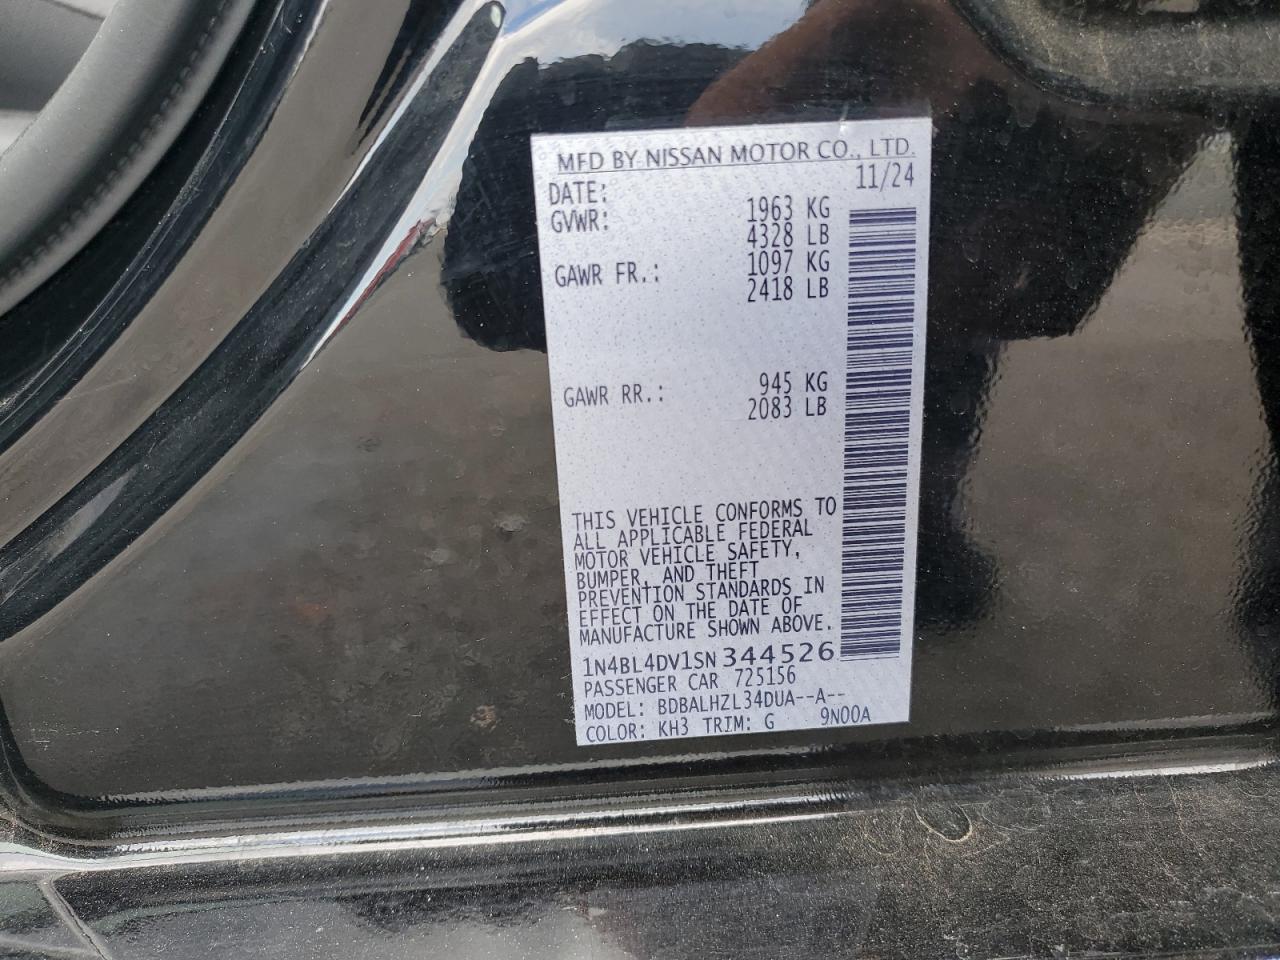 MFD BY NISSAN MOTOR CO., LTD.
DATE: 11/24
GVWR: 1963 KG
4328 LB
GAWR FR.: 1097 KG
2418 LB
GAWR RR.: 945 KG
2083 LB
THIS VEHICLE CONFORMS TO
ALL APPLICABLE FEDERAL
MOTOR VEHICLE SAFETY,
BUMPER, AND THEFT
PREVENTION STANDARDS IN
EFFECT ON THE DATE OF
MANUFACTURE SHOWN ABOVE.
1N4BL4DV1SN344526
PASSENGER CAR 725156
MODEL: BDBALHZL34DUA--A--
COLOR: KH3 TRIM: G 9N00A